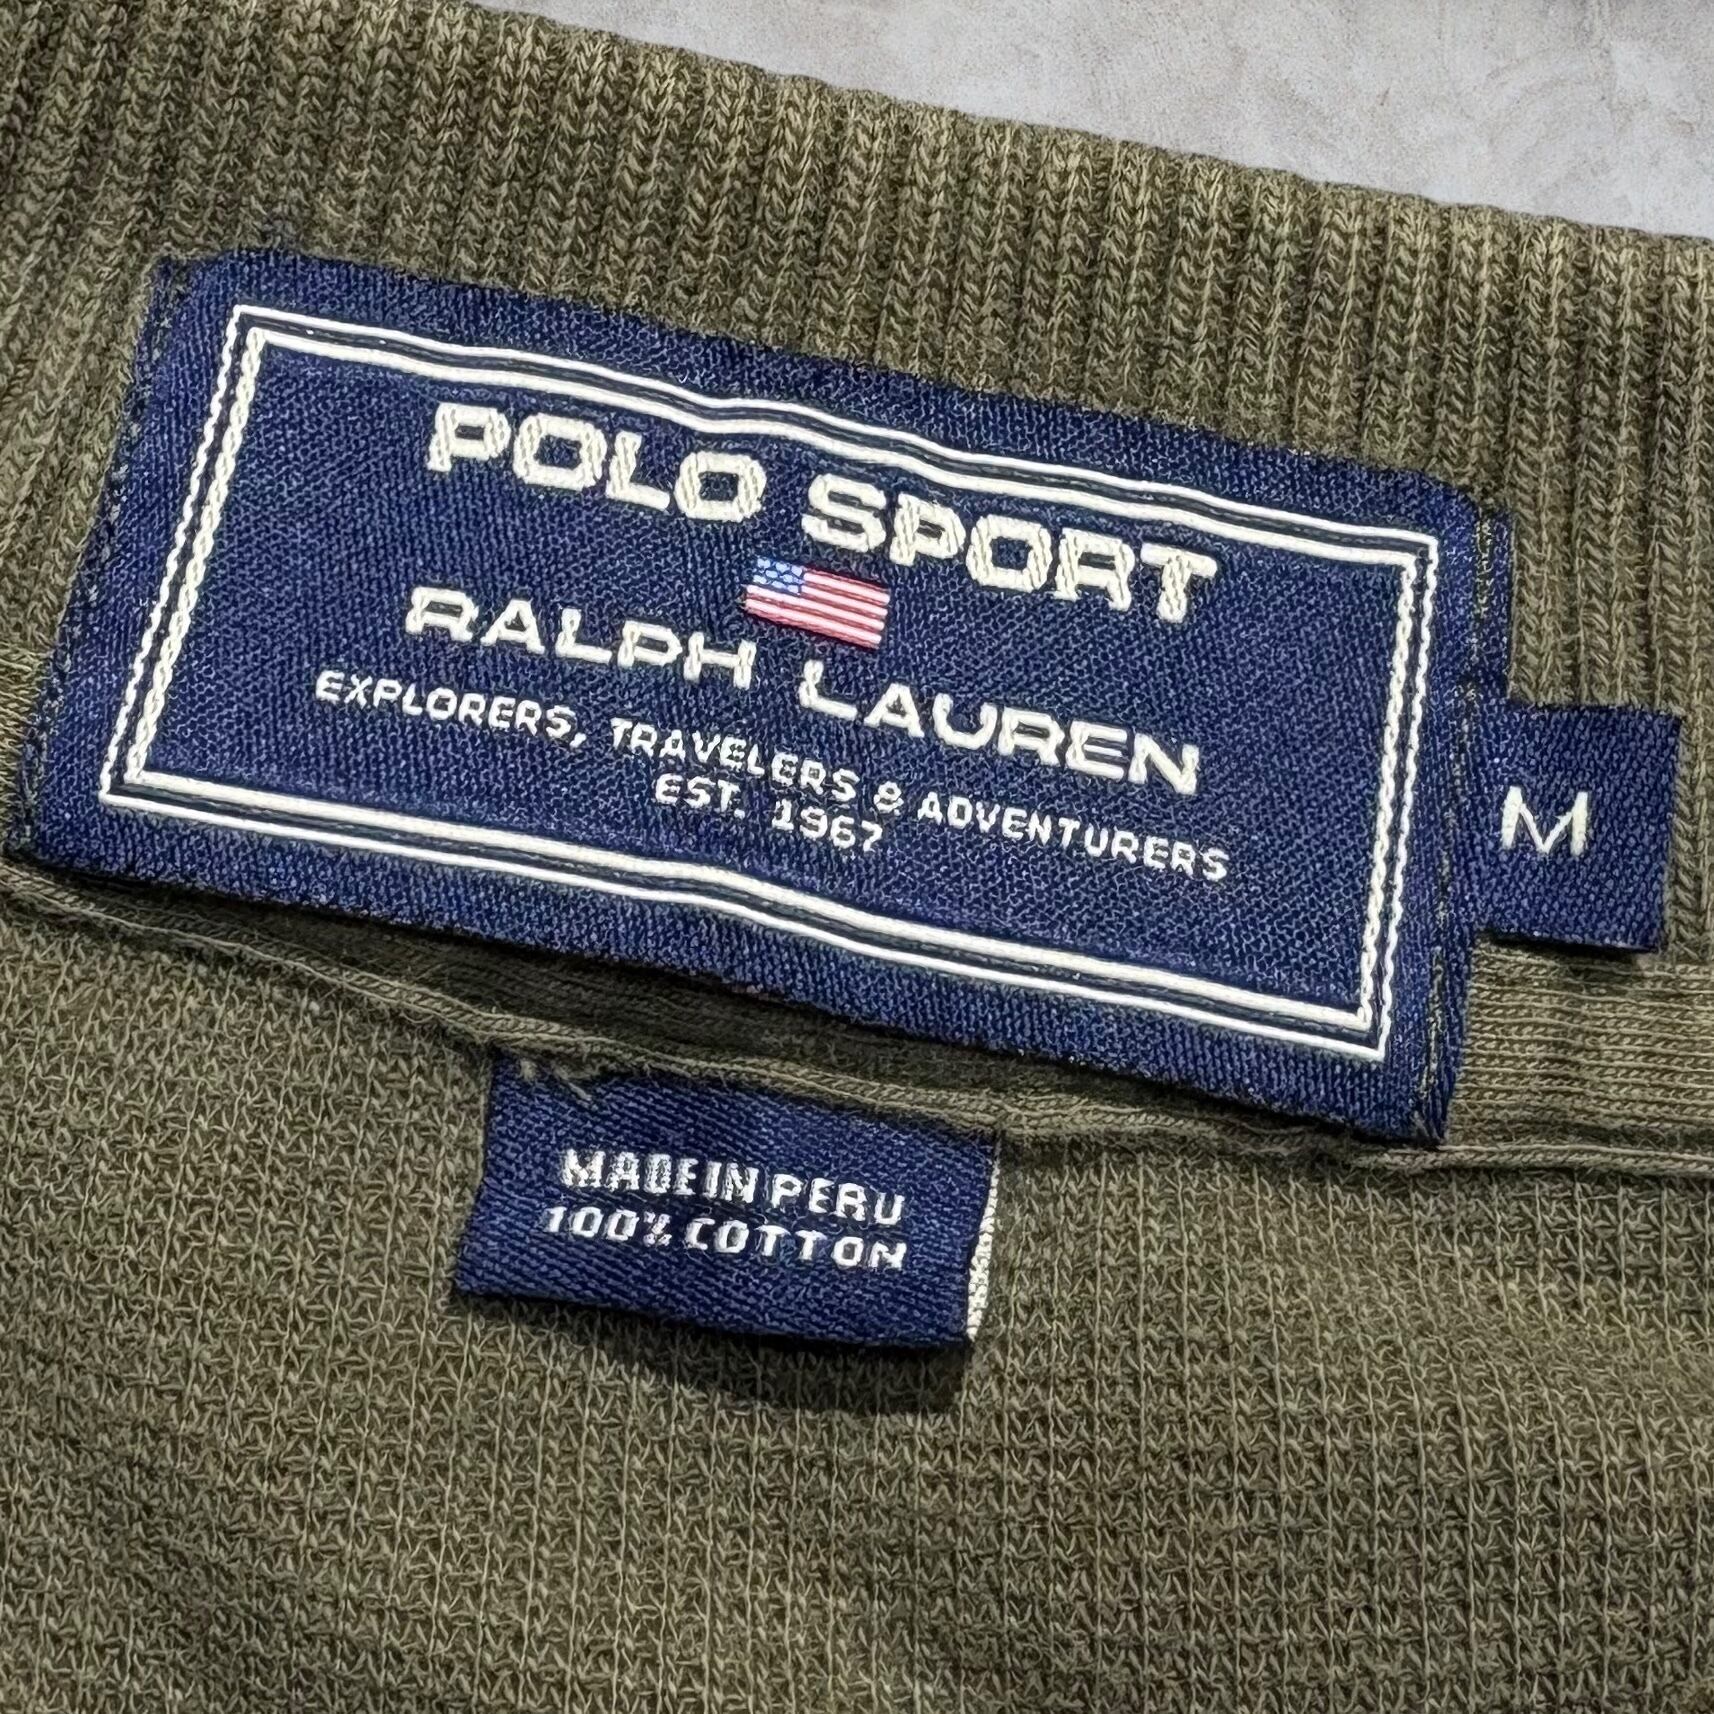 POLO SPORT
RALPH LAUREN
EXPLORERS, TRAVELERS & ADVENTURERS
EST. 1967
M
MADE IN PERU
100% COTTON